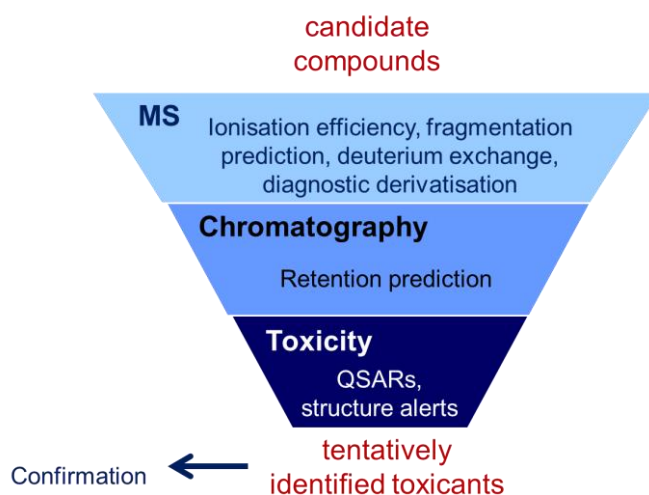 candidate
compounds
MS
Ionisation efficiency, fragmentation
prediction, deuterium exchange,
diagnostic derivatisation
Chromatography
Retention prediction
Toxicity
QSARs,
structure alerts
tentatively
identified toxicants
Confirmation